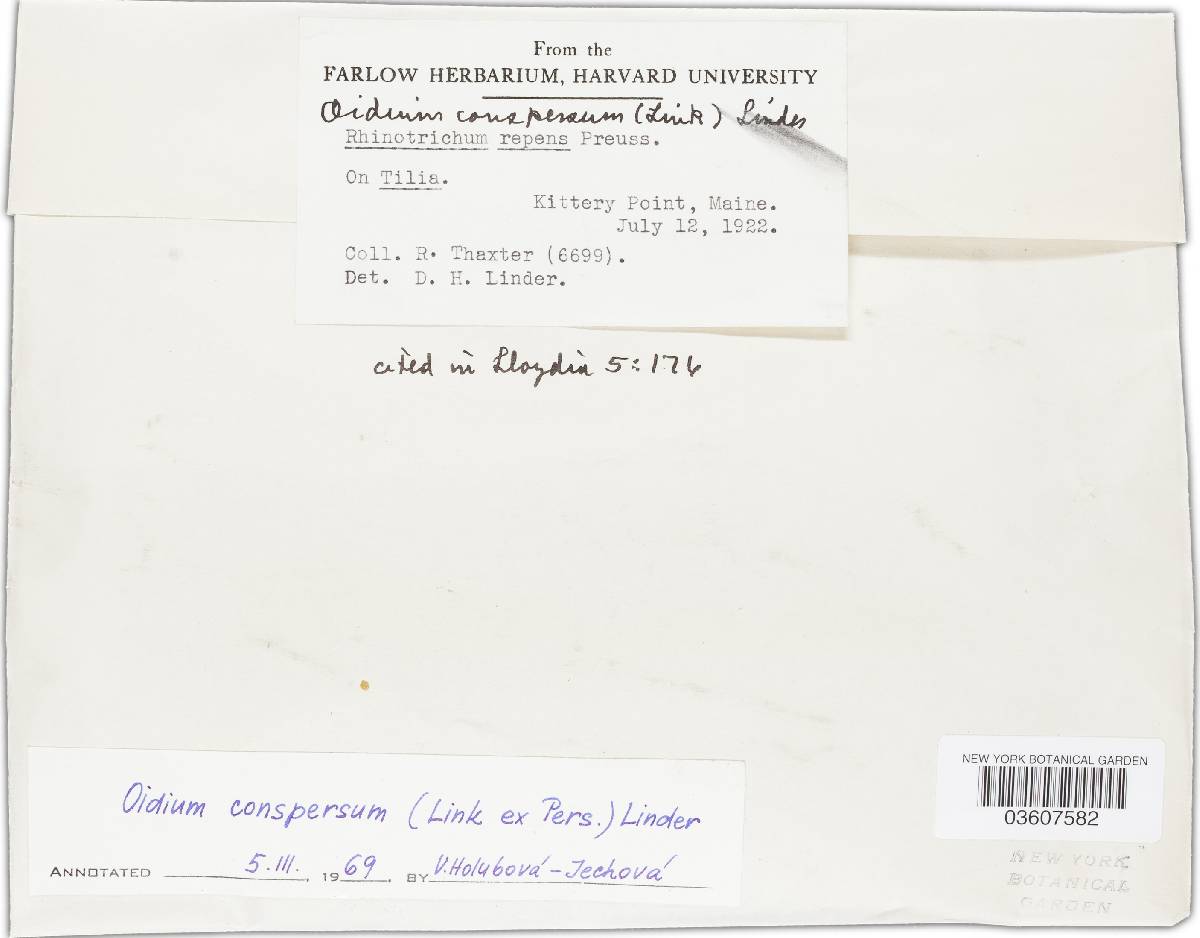 From the
FARLOW HERBARIUM, HARVARD UNIVERSITY
Oidium conspersum (Link) Linder
Rhinotrichum repens Preuss.
On Tilia.
Kittery Point, Maine.
July 12, 1922.
Coll. R. Thaxter (6699).
Det. D. H. Linder.
cited in Lloydia 5:176
Oidium conspersum (Link ex Pers.) Linder
ANNOTATED 5.III. 1969. BY V.Holubová-Jechová
NEW YORK BOTANICAL GARDEN
03607582
NEW YORK
BOTANICAL
GARDEN